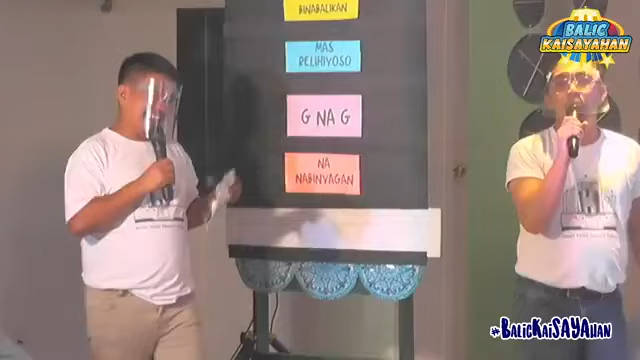 BINABALIKAN
MAS
RELIHIYOSO
G NA G
NA
NABINYAGAN
BALIC
KAISAYAHAN
#BALICKAISAYAHAN